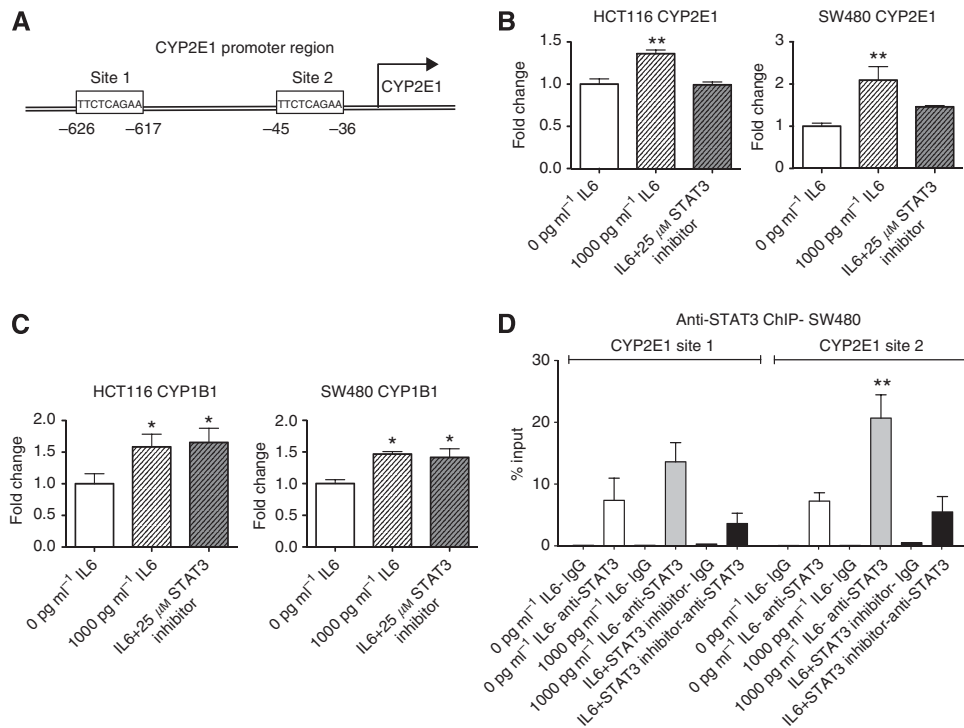 A
CYP2E1 promoter region
Site 1
Site 2
TTCTCAGAA
TTCTCAGAA
CYP2E1
–626
–617
–45
–36
B
HCT116 CYP2E1
Fold change
1.5
1.0
0.5
0.0
**
0 pg ml–1 IL6
1000 pg ml–1 IL6
IL6+25 µM STAT3
inhibitor
SW480 CYP2E1
Fold change
3
2
1
0
**
0 pg ml–1 IL6
1000 pg ml–1 IL6
IL6+25 µM STAT3
inhibitor
C
HCT116 CYP1B1
Fold change
2.0
1.5
1.0
0.5
0.0
*
*
0 pg ml–1 IL6
1000 pg ml–1 IL6
IL6+25 µM STAT3
inhibitor
SW480 CYP1B1
Fold change
2.0
1.5
1.0
0.5
0.0
*
*
0 pg ml–1 IL6
1000 pg ml–1 IL6
IL6+25 µM STAT3
inhibitor
D
Anti-STAT3 ChIP- SW480
CYP2E1 site 1
CYP2E1 site 2
% input
30
20
10
0
**
0 pg ml–1 IL6- IgG
0 pg ml–1 IL6- anti-STAT3
1000 pg ml–1 IL6- IgG
1000 pg ml–1 IL6- anti-STAT3
IL6+STAT3 inhibitor- IgG
IL6+STAT3 inhibitor-anti-STAT3
0 pg ml–1 IL6- IgG
0 pg ml–1 IL6- anti-STAT3
1000 pg ml–1 IL6- IgG
1000 pg ml–1 IL6- anti-STAT3
IL6+STAT3 inhibitor- IgG
IL6+STAT3 inhibitor-anti-STAT3